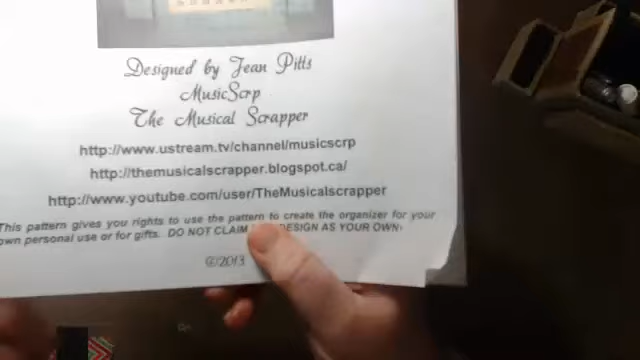 Designed by Jean Pitts
MusicScrp
The Musical Scrapper
http://www.ustream.tv/channel/musicscrp
http://themusicalscrapper.blogspot.ca/
http://www.youtube.com/user/TheMusicalscrapper
This pattern gives you rights to use the pattern to create the organizer for your
own personal use or for gifts. DO NOT CLAIM DESIGN AS YOUR OWN!
©2013